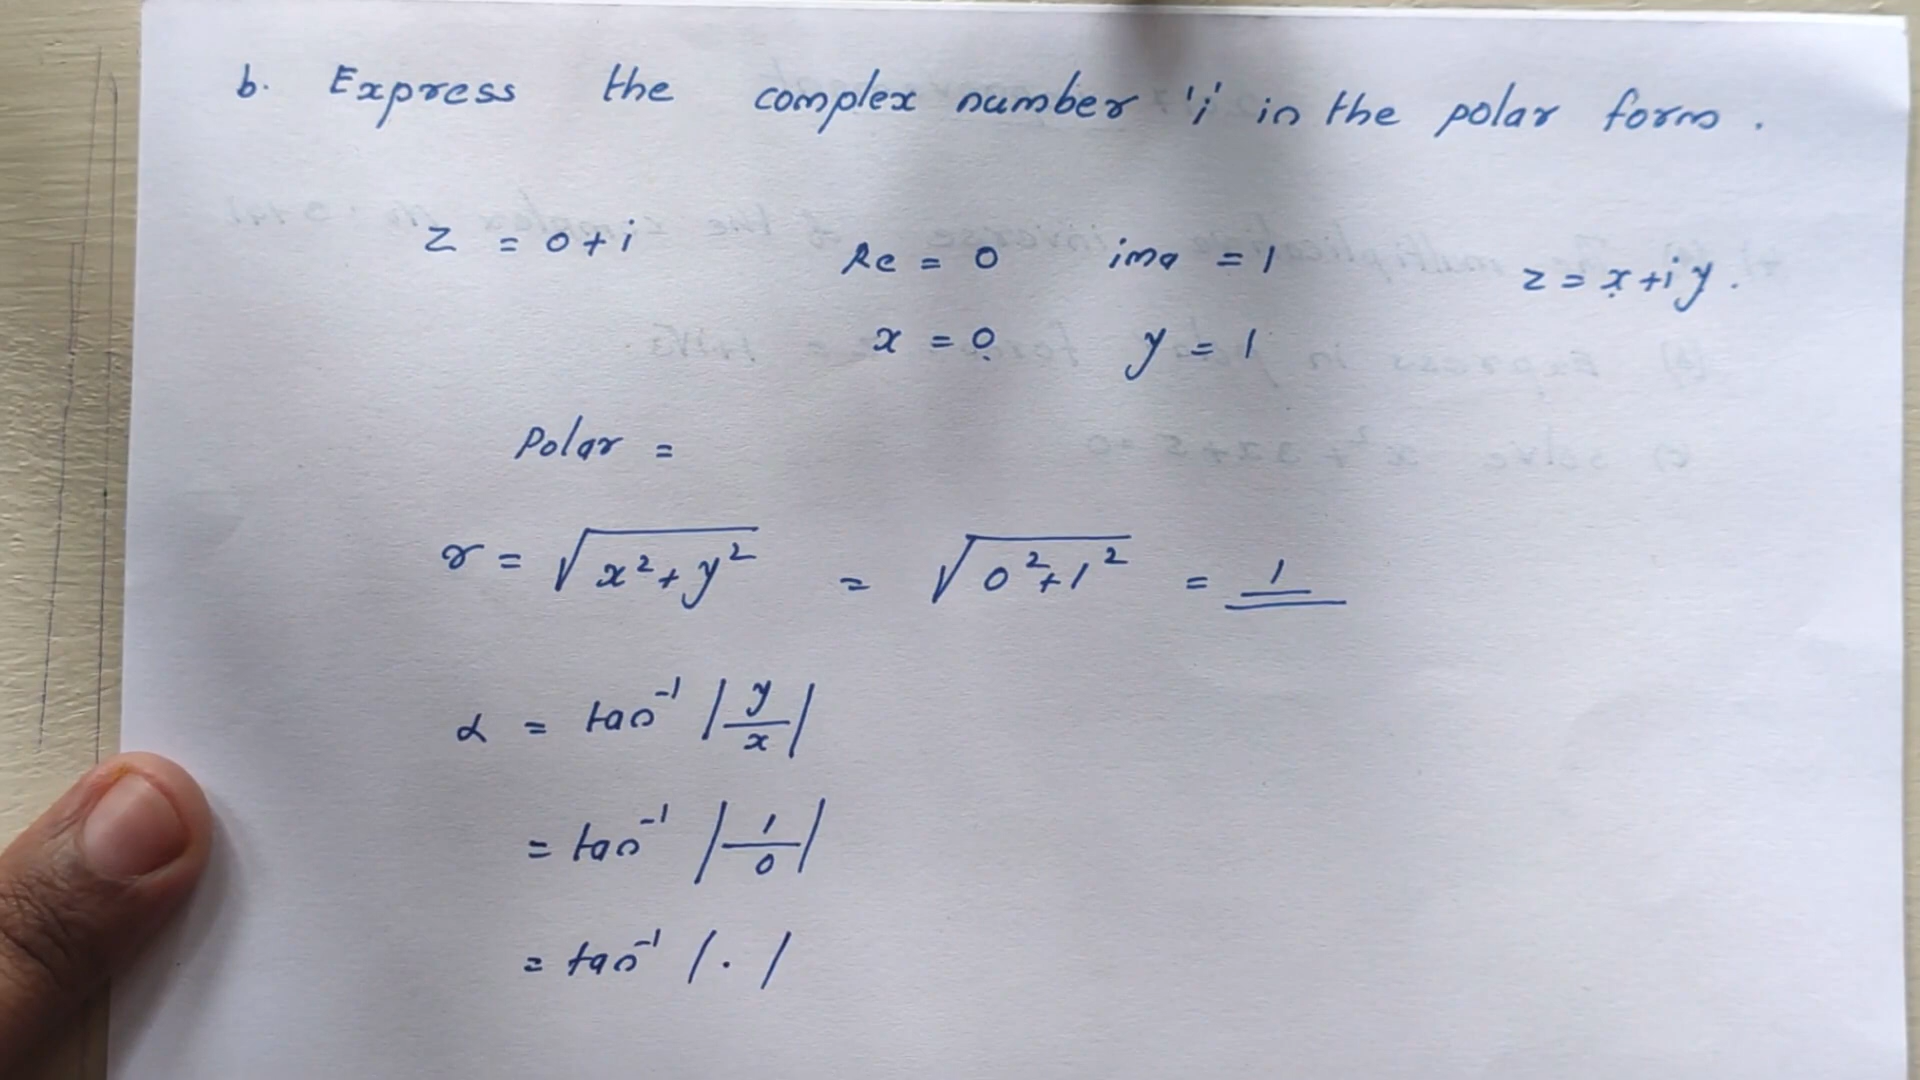 b. Express the complex number 'i' in the polar form.
z = 0 + i
Re = 0 ima = 1
z = x + iy.
x = 0 y = 1
Polar =
r = √(x² + y²) = √(0² + 1²) = 1
α = tan⁻¹ |y/x|
= tan⁻¹ |1/0|
= tan⁻¹ | . |